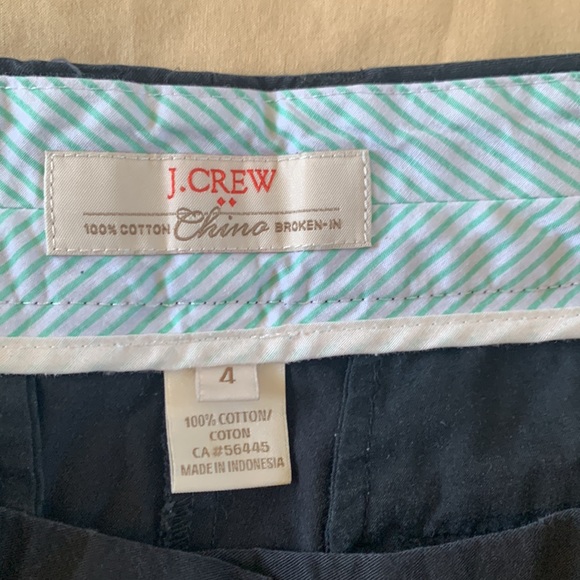 J.CREW
100% COTTON Chino BROKEN-IN
4
100% COTTON/
COTON
CA#56445
MADE IN INDONESIA